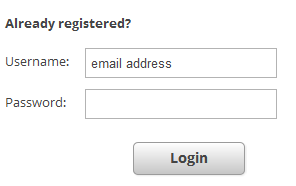 Already registered?
Username: email address
Password:
Login